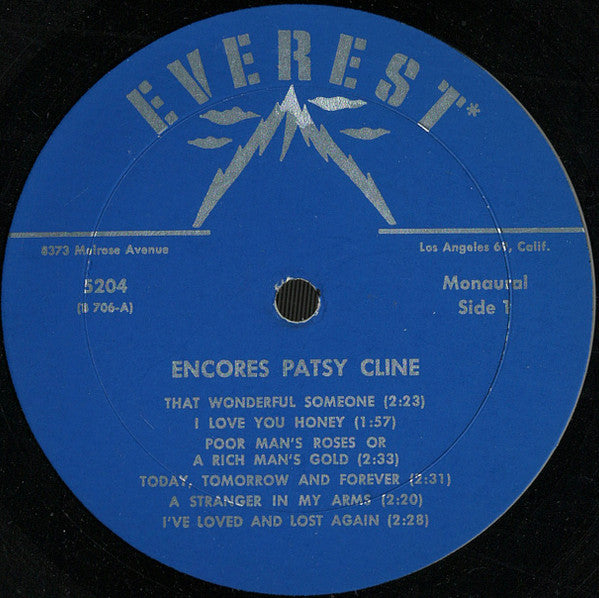 EVEREST*
8373 Melrose Avenue
Los Angeles 69, Calif.
5204
(B 706-A)
Monaural
Side 1
ENCORES PATSY CLINE
THAT WONDERFUL SOMEONE (2:23)
I LOVE YOU HONEY (1:57)
POOR MAN'S ROSES OR
A RICH MAN'S GOLD (2:33)
TODAY, TOMORROW AND FOREVER (2:31)
A STRANGER IN MY ARMS (2:20)
I'VE LOVED AND LOST AGAIN (2:28)